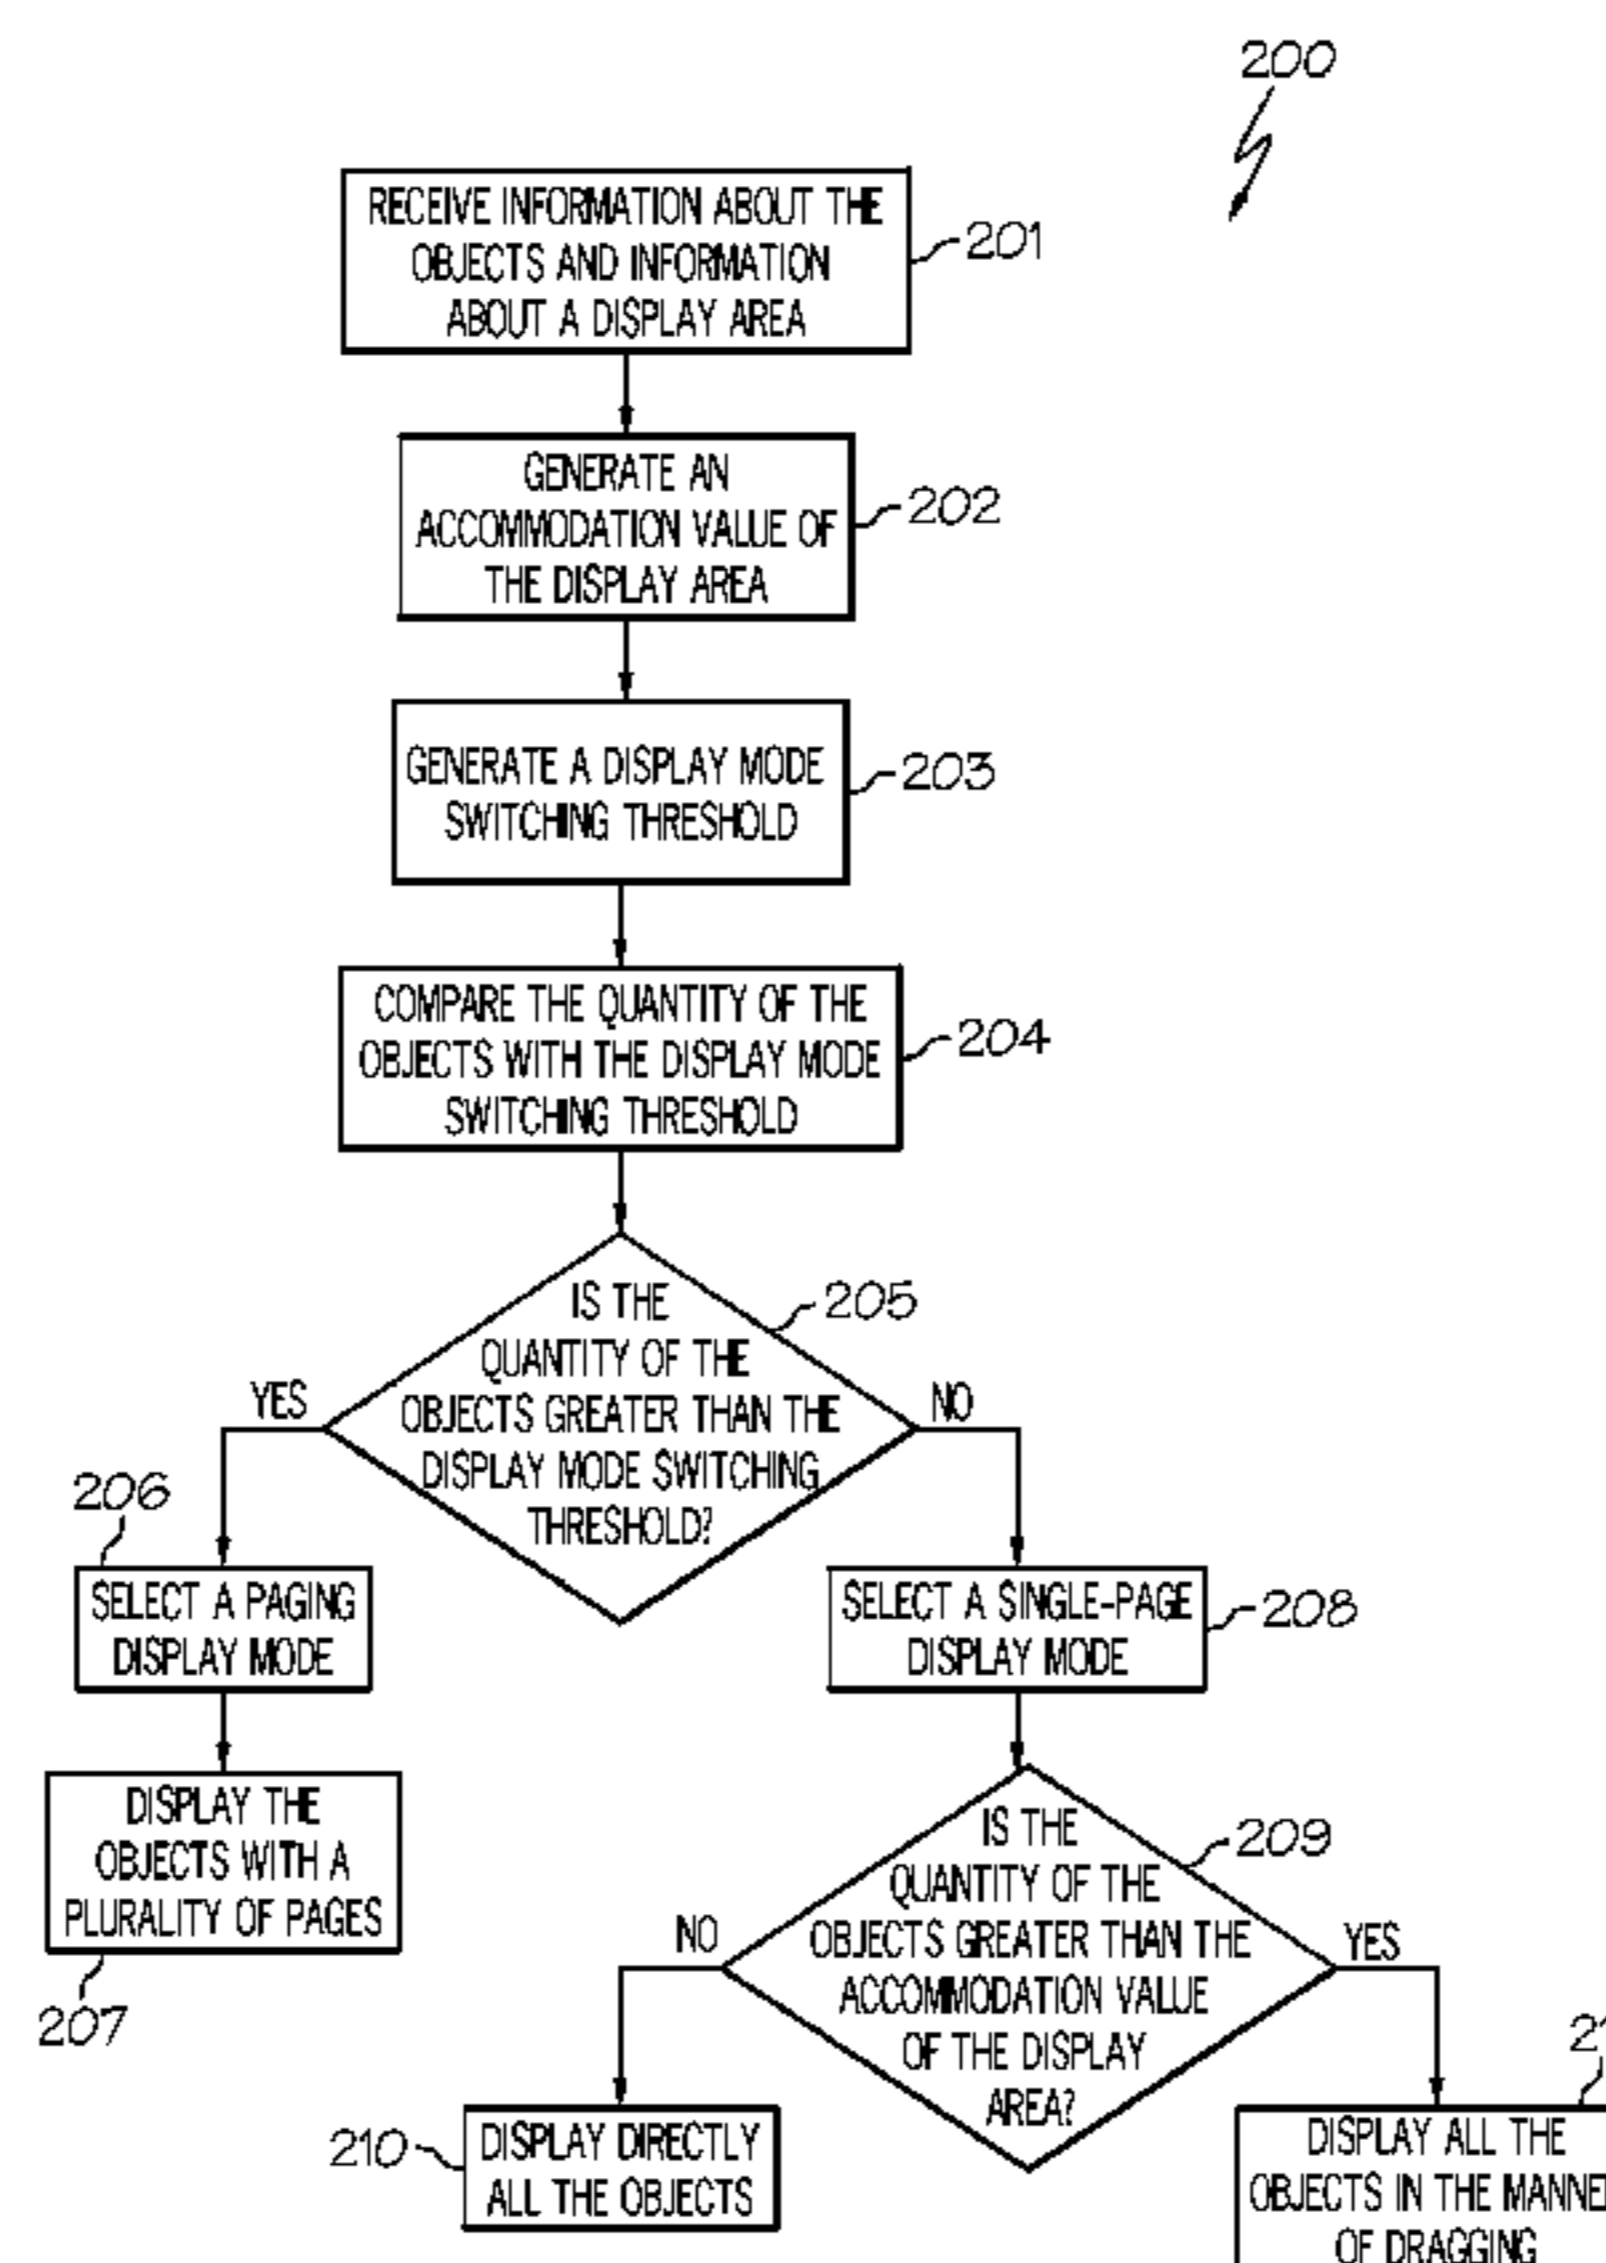 200
RECEIVE INFORMATION ABOUT THE
OBJECTS AND INFORMATION
ABOUT A DISPLAY AREA
201
GENERATE AN
ACCOMMODATION VALUE OF
THE DISPLAY AREA
202
GENERATE A DISPLAY MODE
SWITCHING THRESHOLD
203
COMPARE THE QUANTITY OF THE
OBJECTS WITH THE DISPLAY MODE
SWITCHING THRESHOLD
204
IS THE
QUANTITY OF THE
OBJECTS GREATER THAN THE
DISPLAY MODE SWITCHING
THRESHOLD?
205
YES
NO
206
SELECT A PAGING
DISPLAY MODE
SELECT A SINGLE-PAGE
DISPLAY MODE
208
DISPLAY THE
OBJECTS WITH A
PLURALITY OF PAGES
207
IS THE
QUANTITY OF THE
OBJECTS GREATER THAN THE
ACCOMMODATION VALUE
OF THE DISPLAY
AREA?
209
NO
YES
210
DISPLAY DIRECTLY
ALL THE OBJECTS
DISPLAY ALL THE
OBJECTS IN THE MANNE
OF DRAGGING